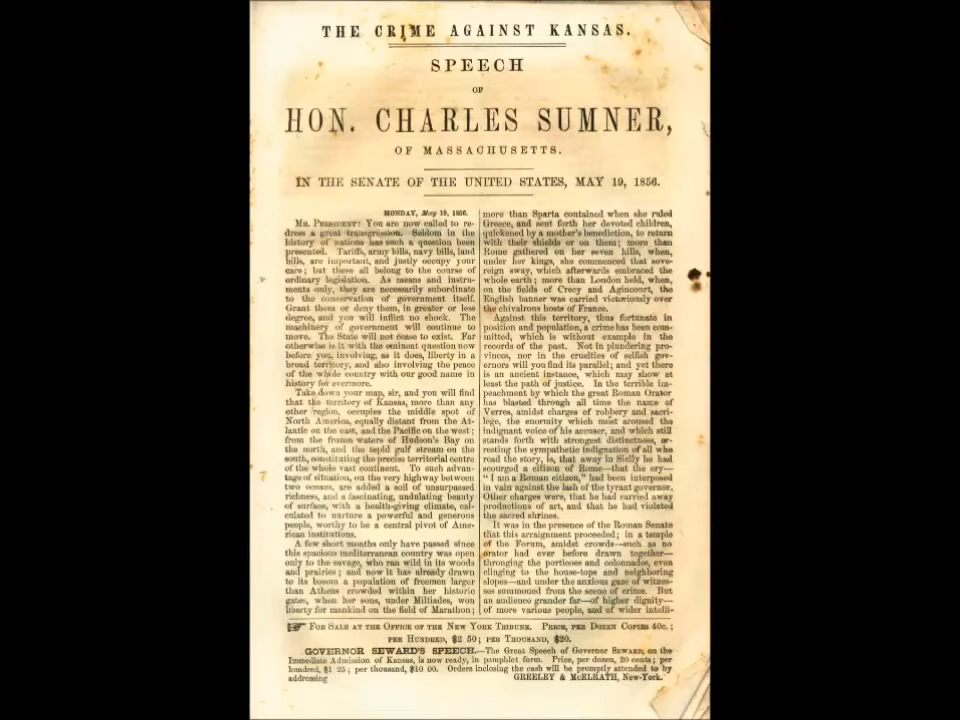 THE CRIME AGAINST KANSAS.
SPEECH
OF
HON. CHARLES SUMNER,
OF MASSACHUSETTS.
IN THE SENATE OF THE UNITED STATES, MAY 19, 1856.
MONDAY, May 19, 1856.
MR. PRESIDENT: You are now called to re-
dress a great transgression. Seldom in the
history of nations has such a question been
presented. Tariffs, army bills, navy bills, land
bills, are important, and justly occupy your
care; but these all belong to the course of
ordinary legislation. As means and instru-
ments only, they are necessarily subordinate
to the conservation of government itself.
Grant them or deny them, in greater or less
degree, and you will inflict no shock. The
machinery of government will continue to
move. The State will not cease to exist. Far
otherwise is it with the eminent question now
before you, involving, as it does, liberty in a
broad territory, and also involving the peace
of the whole country with our good name in
history for evermore.
Take down your map, sir, and you will find
that the territory of Kansas, more than any
other region, occupies the middle spot of
North America, equally distant from the At-
lantic on the east, and the Pacific on the west;
from the frozen waters of Hudson's Bay on
the north, and the tepid gulf stream on the
south, constituting the precise territorial centre
of the whole vast continent. To such advan-
tage of situation, on the very highway between
two oceans, are added a soil of unsurpassed
richness, and a fascinating, undulating beauty
of surface, with a health-giving climate, cal-
culated to nurture a powerful and generous
people, worthy to be a central pivot of Ame-
rican institutions.
A few short months only have passed since
this spacious mediterranean country was open
only to the savage, who ran wild in its woods
and prairies; and now it has already drawn
to its bosom a population of freemen larger
than Athens crowded within her historic
gates, when her sons, under Miltiades, won
liberty for mankind on the field of Marathon;
more than Sparta contained when she ruled
Greece, and sent forth her devoted children,
quickened by a mother's benediction, to return
with their shields or on them; more than
Rome gathered on her seven hills, when,
under her kings, she commenced that sove-
reign sway, which afterwards embraced the
whole earth; more than London held, when,
on the fields of Crecy and Agincourt, the
English banner was carried victoriously over
the chivalrous hosts of France.
Against this territory, thus fortunate in
position and population, a crime has been com-
mitted, which is without example in the
records of the past. Not in plundering pro-
vinces, nor in the cruelties of selfish gov-
ernors will you find its parallel; and yet there
is an ancient instance, which may show at
least the path of justice. In the terrible im-
peachment by which the great Roman Orator
has blasted through all time the name of
Verres, amidst charges of robbery and sacri-
lege, the enormity which most aroused the
indignant voice of his accuser, and which still
stands forth with strongest distinctness, ar-
resting the sympathetic indignation of all who
read the story, is, that away in Sicily he had
scourged a citizen of Rome—that the cry—
"I am a Roman citizen," had been interposed
in vain against the lash of the tyrant governor.
Other charges were, that he had carried away
productions of art, and that he had violated
the sacred shrines.
It was in the presence of the Roman Senate
that this arraignment proceeded; in a temple
of the Forum, amidst crowds—such as no
orator had ever before drawn together—
thronging the porticoes and colonnades, even
clinging to the house-tops and neighboring
slopes—and under the anxious gaze of witnes-
ses summoned from the scene of crime. But
an audience grander far—of higher dignity—
of more various people, and of wider intelli-
FOR SALE AT THE OFFICE OF THE NEW YORK TRIBUNE. PRICE, PER DOZEN COPIES 40c.;
PER HUNDRED, $2 50; PER THOUSAND, $20.
GOVERNOR SEWARD'S SPEECH.—The Great Speech of Governor SEWARD, on the
Immediate Admission of Kansas, is now ready, in pamphlet form. Price, per dozen, 20 cents; per
hundred, $1 25; per thousand, $10 00. Orders inclosing the cash will be promptly attended to by
addressing GREELEY & McELRATH, New-York.